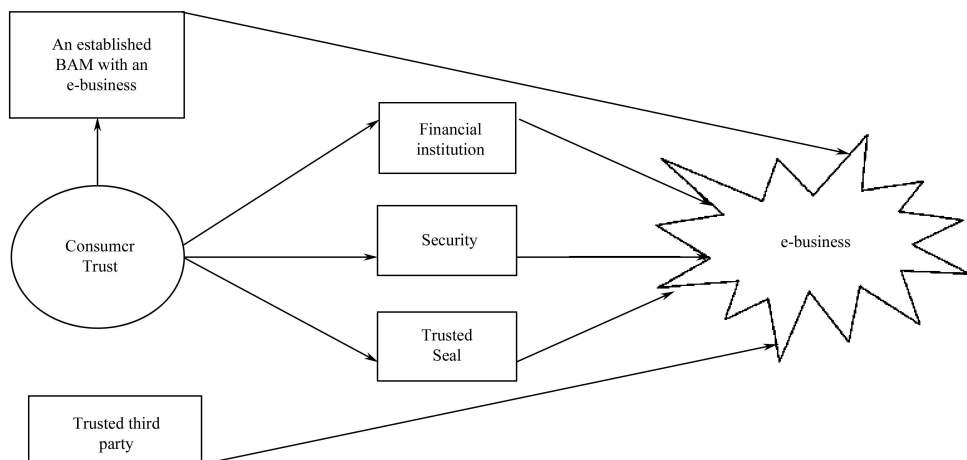 An established
BAM with an
e-business
Financial
institution
Consumer
Trust
Security
e-business
Trusted
Seal
Trusted third
party